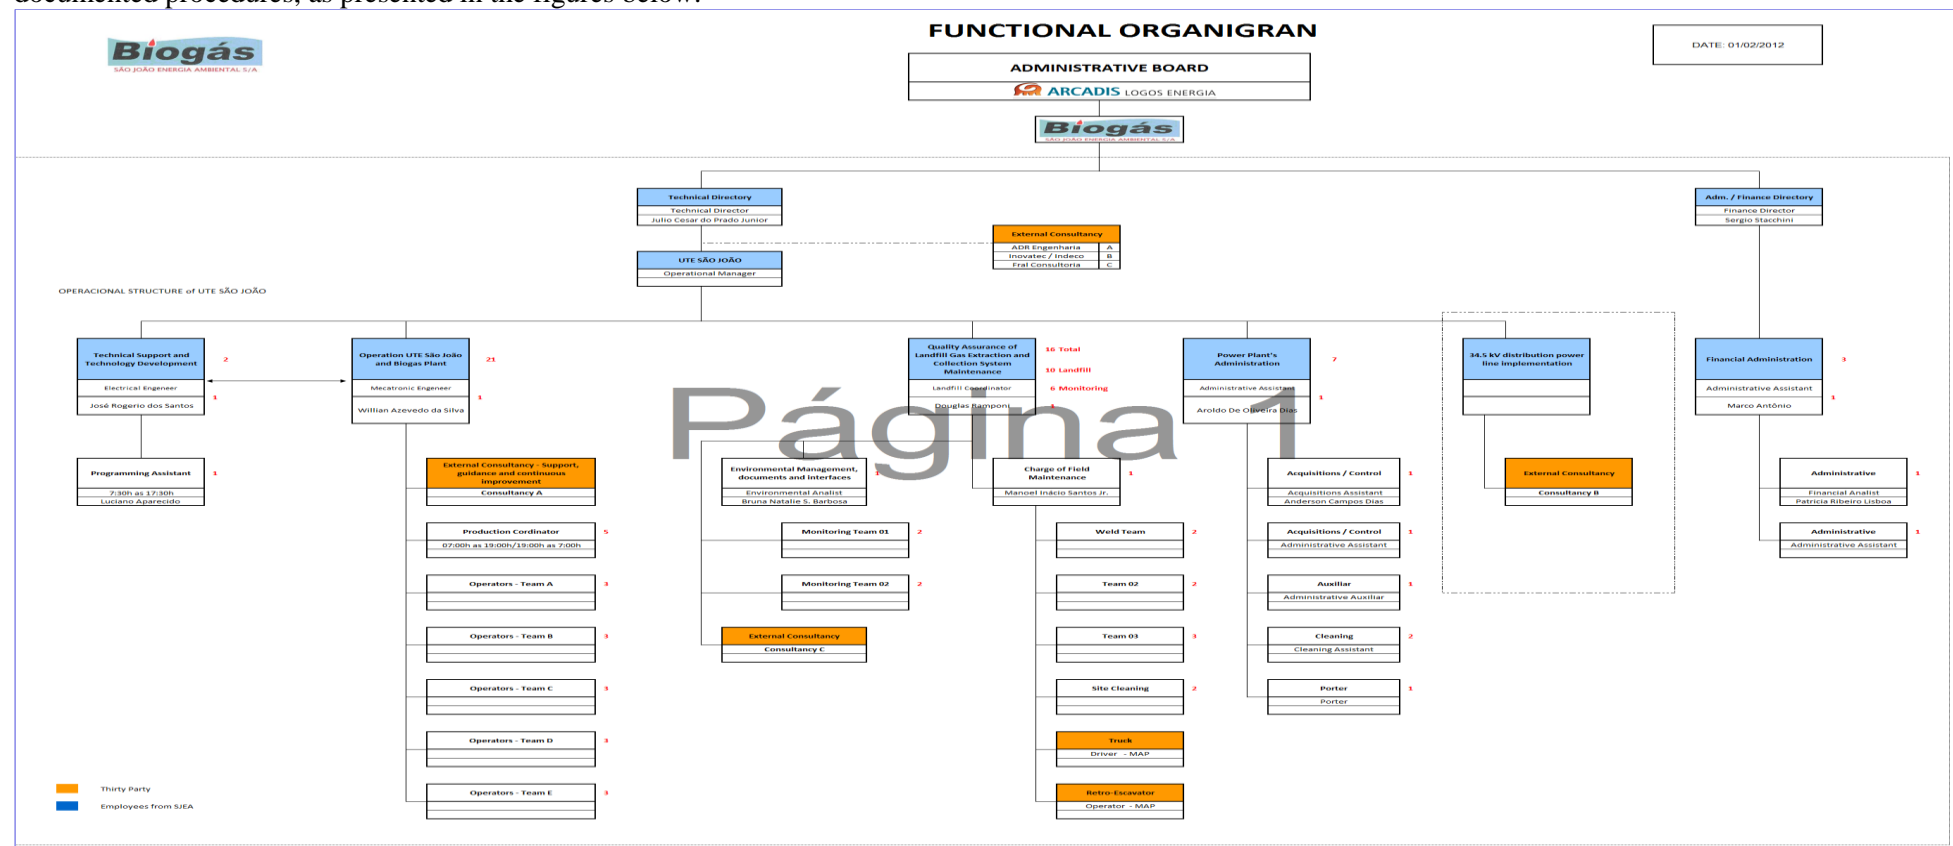 documented procedures, as presented in the figures below.
FUNCTIONAL ORGANIGRAN
DATE: 01/02/2012
Biogás
SÃO JOÃO ENERGIA AMBIENTAL S/A
ADMINISTRATIVE BOARD
ARCADIS LOGOS ENERGIA
Biogás
SÃO JOÃO ENERGIA AMBIENTAL S/A
Technical Directory
Technical Director
Julio Cesar do Prado Junior
Adm. / Finance Directory
Finance Director
Sergio Stacchini
External Consultancy
ADR Engenharia A
Inovatec / Indeco B
Fral Consultoria C
UTE SÃO JOÃO
Operational Manager
OPERACIONAL STRUCTURE of UTE SÃO JOÃO
Technical Support and
Technology Development
2
Electrical Engeneer
1
José Rogerio dos Santos
Programming Assistant
1
7:30h as 17:30h
Luciano Aparecido
Operation UTE São João
and Biogas Plant
21
Mecatronic Engeneer
1
Willian Azevedo da Silva
External Consultancy - Support,
guidance and continuous
improvement
Consultancy A
Production Cordinator
5
07:00h as 19:00h/19:00h as 7:00h
Operators - Team A
3
Operators - Team B
3
Operators - Team C
3
Operators - Team D
3
Operators - Team E
3
Quality Assurance of
Landfill Gas Extraction and
Collection System
Maintenance
16 Total
10 Landfill
6 Monitoring
Landfill Coordinator
Douglas Ramponi
1
Environmental Management,
documents and interfaces
1
Environmental Analist
Bruna Natalie S. Barbosa
Monitoring Team 01
2
Monitoring Team 02
2
External Consultancy
Consultancy C
Charge of Field
Maintenance
1
Manoel Inácio Santos Jr.
Weld Team
2
Team 02
2
Team 03
3
Site Cleaning
2
Truck
Driver - MAP
Retro-Escavator
Operator - MAP
Power Plant's
Administration
7
Administrative Assistant
1
Aroldo De Oliveira Dias
Acquisitions / Control
1
Acquisitions Assistant
Anderson Campos Dias
Acquisitions / Control
1
Administrative Assistant
Auxiliar
1
Administrative Auxiliar
Cleaning
2
Cleaning Assistant
Porter
1
Porter
34.5 kV distribution power
line implementation
External Consultancy
Consultancy B
Financial Administration
3
Administrative Assistant
1
Marco Antônio
Administrative
1
Financial Analist
Patricia Ribeiro Lisboa
Administrative
1
Administrative Assistant
Página 1
Thirty Party
Employees from SJEA